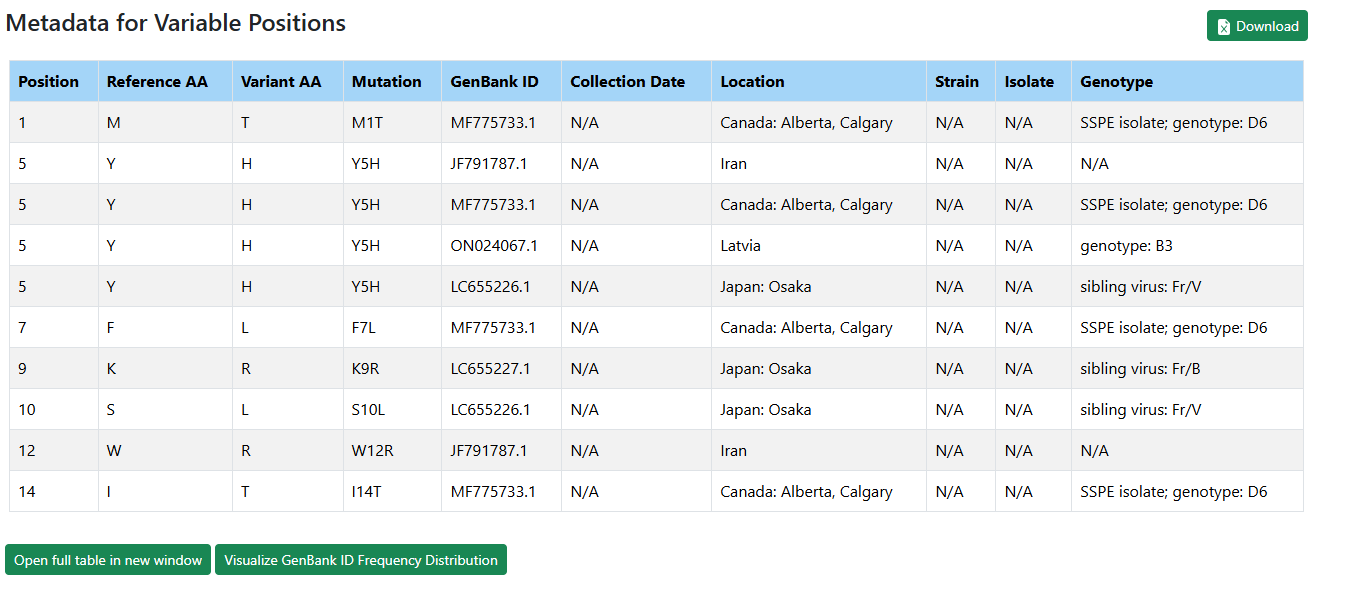 Metadata for Variable Positions
Download
Position Reference AA Variant AA Mutation GenBank ID Collection Date Location Strain Isolate Genotype
1 M T M1T MF775733.1 N/A Canada: Alberta, Calgary N/A N/A SSPE isolate; genotype: D6
5 Y H Y5H JF791787.1 N/A Iran N/A N/A N/A
5 Y H Y5H MF775733.1 N/A Canada: Alberta, Calgary N/A N/A SSPE isolate; genotype: D6
5 Y H Y5H ON024067.1 N/A Latvia N/A N/A genotype: B3
5 Y H Y5H LC655226.1 N/A Japan: Osaka N/A N/A sibling virus: Fr/V
7 F L F7L MF775733.1 N/A Canada: Alberta, Calgary N/A N/A SSPE isolate; genotype: D6
9 K R K9R LC655227.1 N/A Japan: Osaka N/A N/A sibling virus: Fr/B
10 S L S10L LC655226.1 N/A Japan: Osaka N/A N/A sibling virus: Fr/V
12 W R W12R JF791787.1 N/A Iran N/A N/A N/A
14 I T I14T MF775733.1 N/A Canada: Alberta, Calgary N/A N/A SSPE isolate; genotype: D6
Open full table in new window Visualize GenBank ID Frequency Distribution